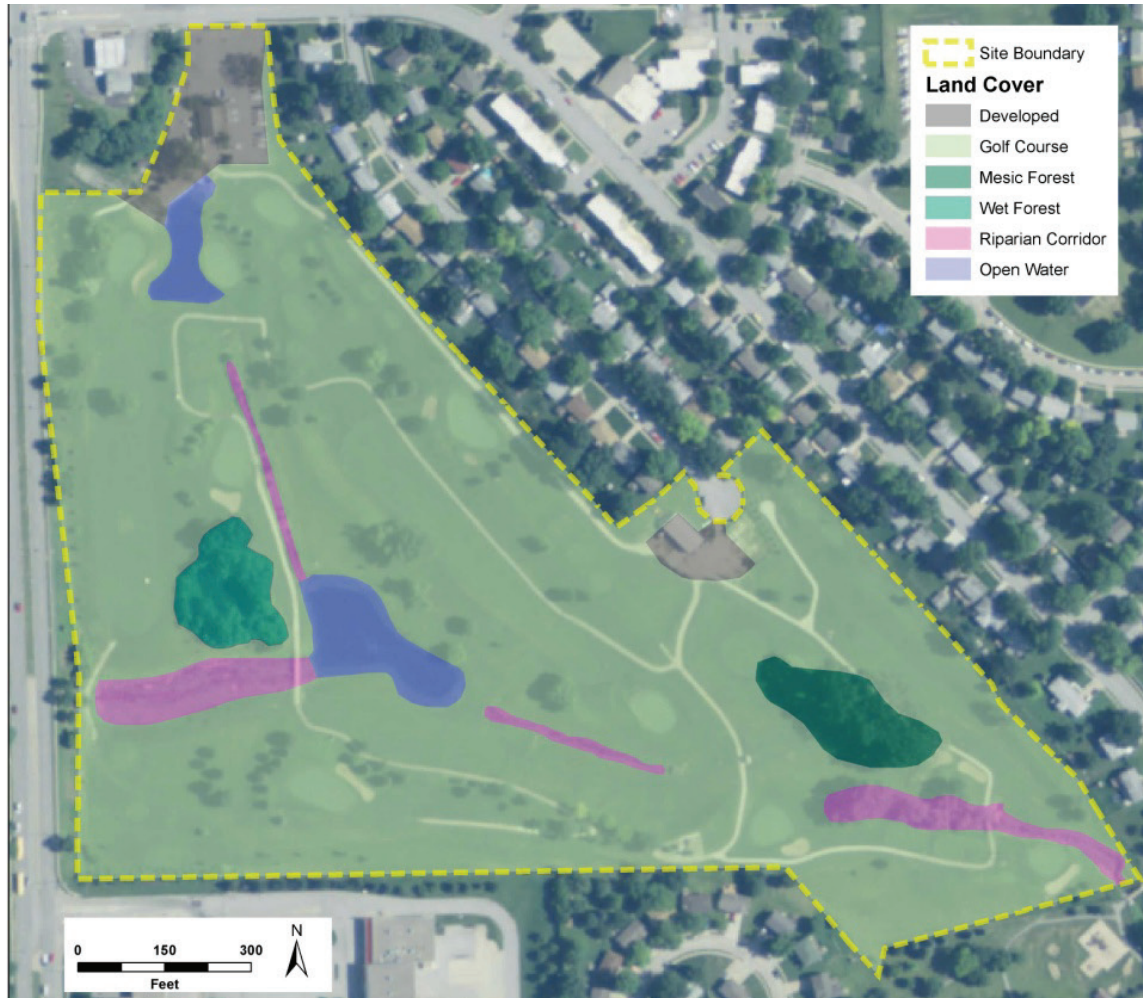 Site Boundary
Land Cover
Developed
Golf Course
Mesic Forest
Wet Forest
Riparian Corridor
Open Water
0 150 300
Feet
N